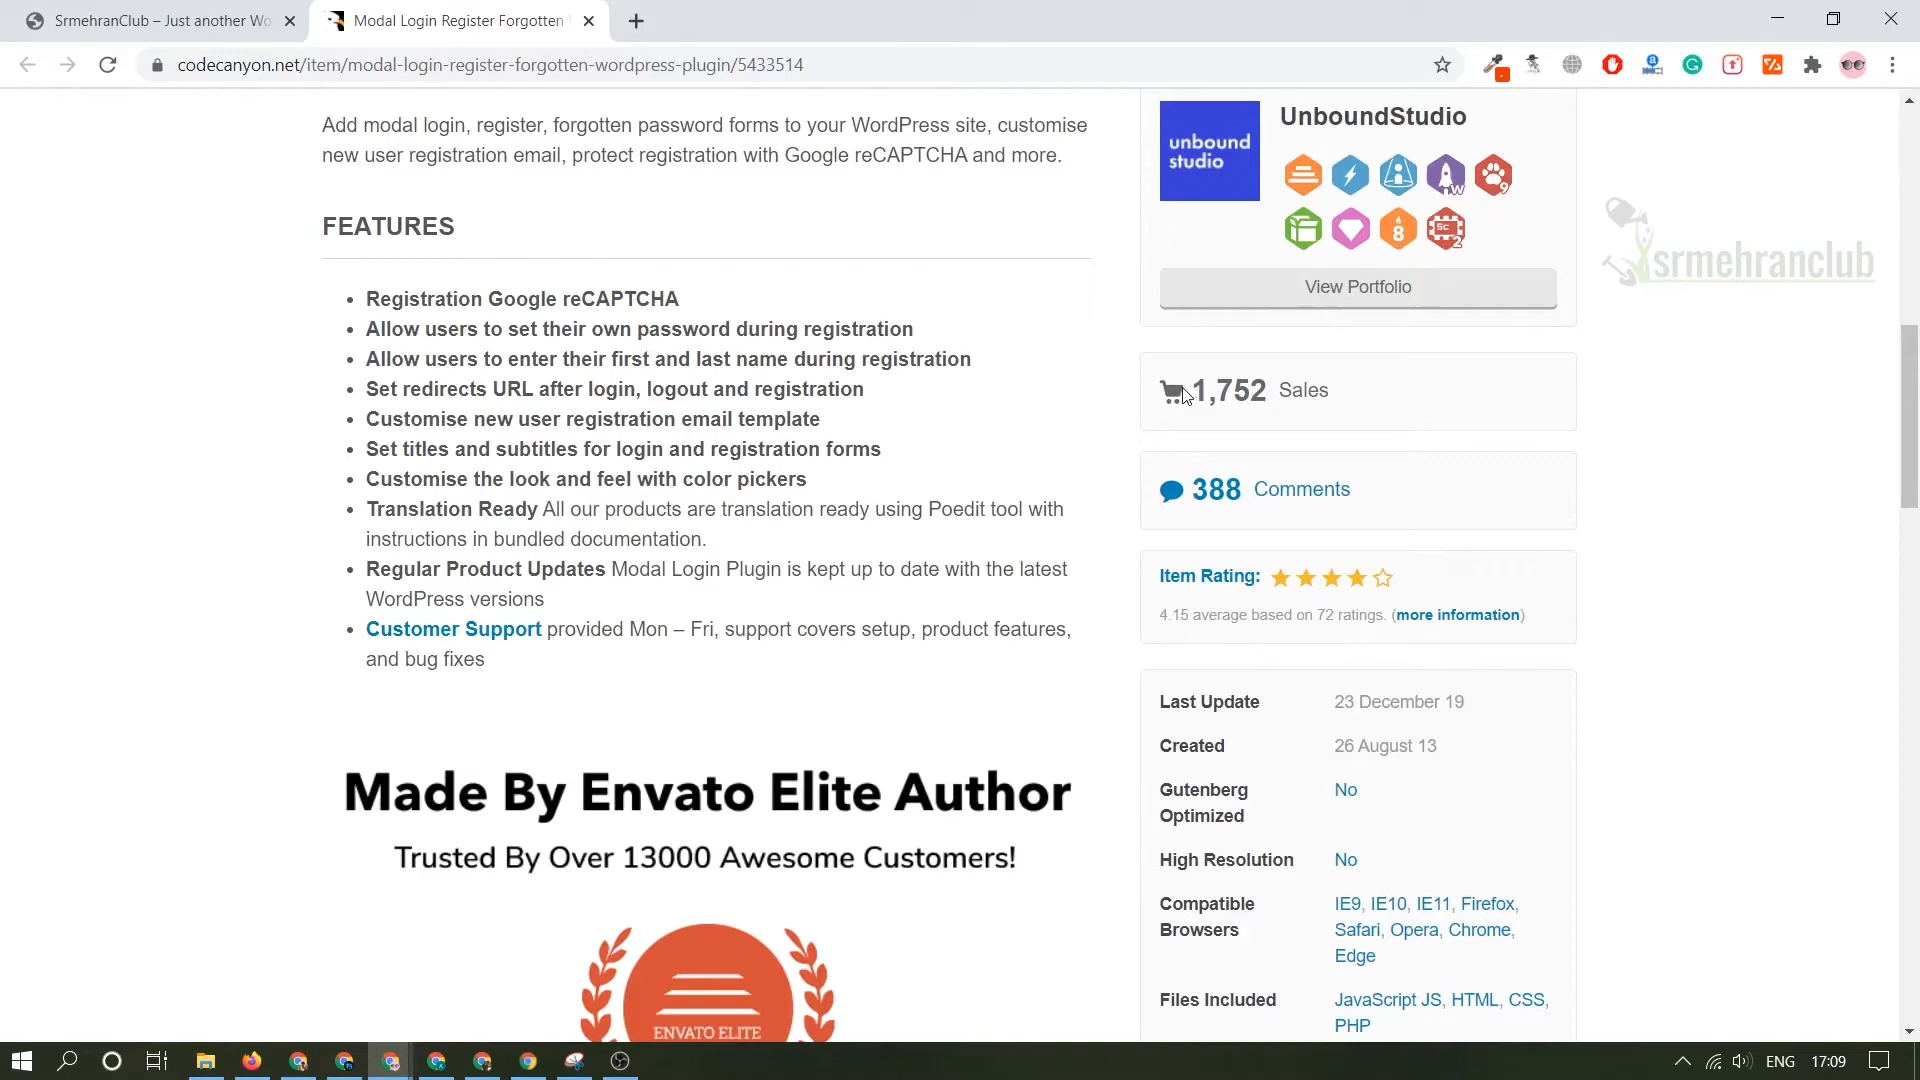 SrmehranClub – Just another Wo
Modal Login Register Forgotten
codecanyon.net/item/modal-login-register-forgotten-wordpress-plugin/5433514
Add modal login, register, forgotten password forms to your WordPress site, customise
new user registration email, protect registration with Google reCAPTCHA and more.
FEATURES
• Registration Google reCAPTCHA
• Allow users to set their own password during registration
• Allow users to enter their first and last name during registration
• Set redirects URL after login, logout and registration
• Customise new user registration email template
• Set titles and subtitles for login and registration forms
• Customise the look and feel with color pickers
• Translation Ready All our products are translation ready using Poedit tool with
instructions in bundled documentation.
• Regular Product Updates Modal Login Plugin is kept up to date with the latest
WordPress versions
• Customer Support provided Mon – Fri, support covers setup, product features,
and bug fixes
Made By Envato Elite Author
Trusted By Over 13000 Awesome Customers!
ENVATO ELITE
unbound
studio
UnboundStudio
W
9
8
5C
2
View Portfolio
1,752 Sales
388 Comments
Item Rating:
4.15 average based on 72 ratings. (more information)
Last Update 23 December 19
Created 26 August 13
Gutenberg
Optimized
No
High Resolution No
Compatible
Browsers
IE9, IE10, IE11, Firefox,
Safari, Opera, Chrome,
Edge
Files Included
JavaScript JS, HTML, CSS,
PHP
srmehranclub
ENG 17:09